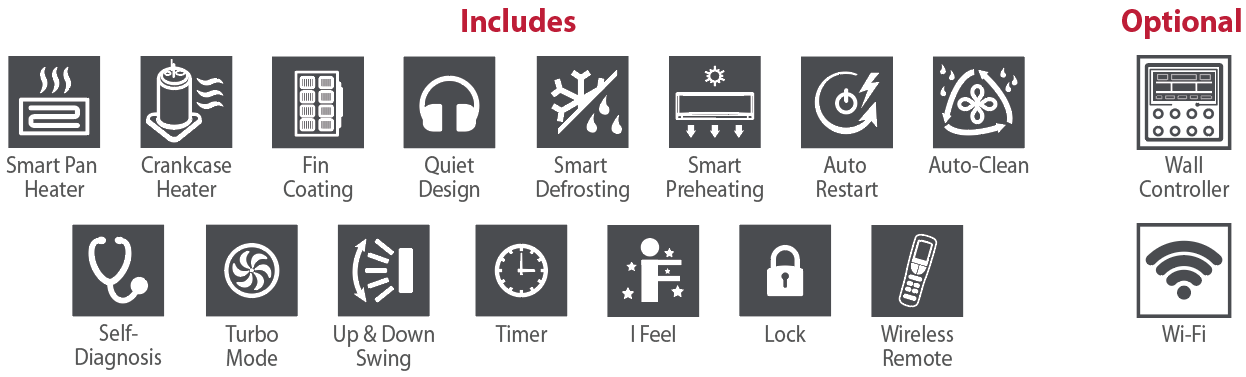 Includes
Optional
Smart Pan
Heater
Crankcase
Heater
Fin
Coating
Quiet
Design
Smart
Defrosting
Smart
Preheating
Auto
Restart
Auto-Clean
Wall
Controller
Self-
Diagnosis
Turbo
Mode
Up & Down
Swing
Timer
I Feel
Lock
Wireless
Remote
Wi-Fi